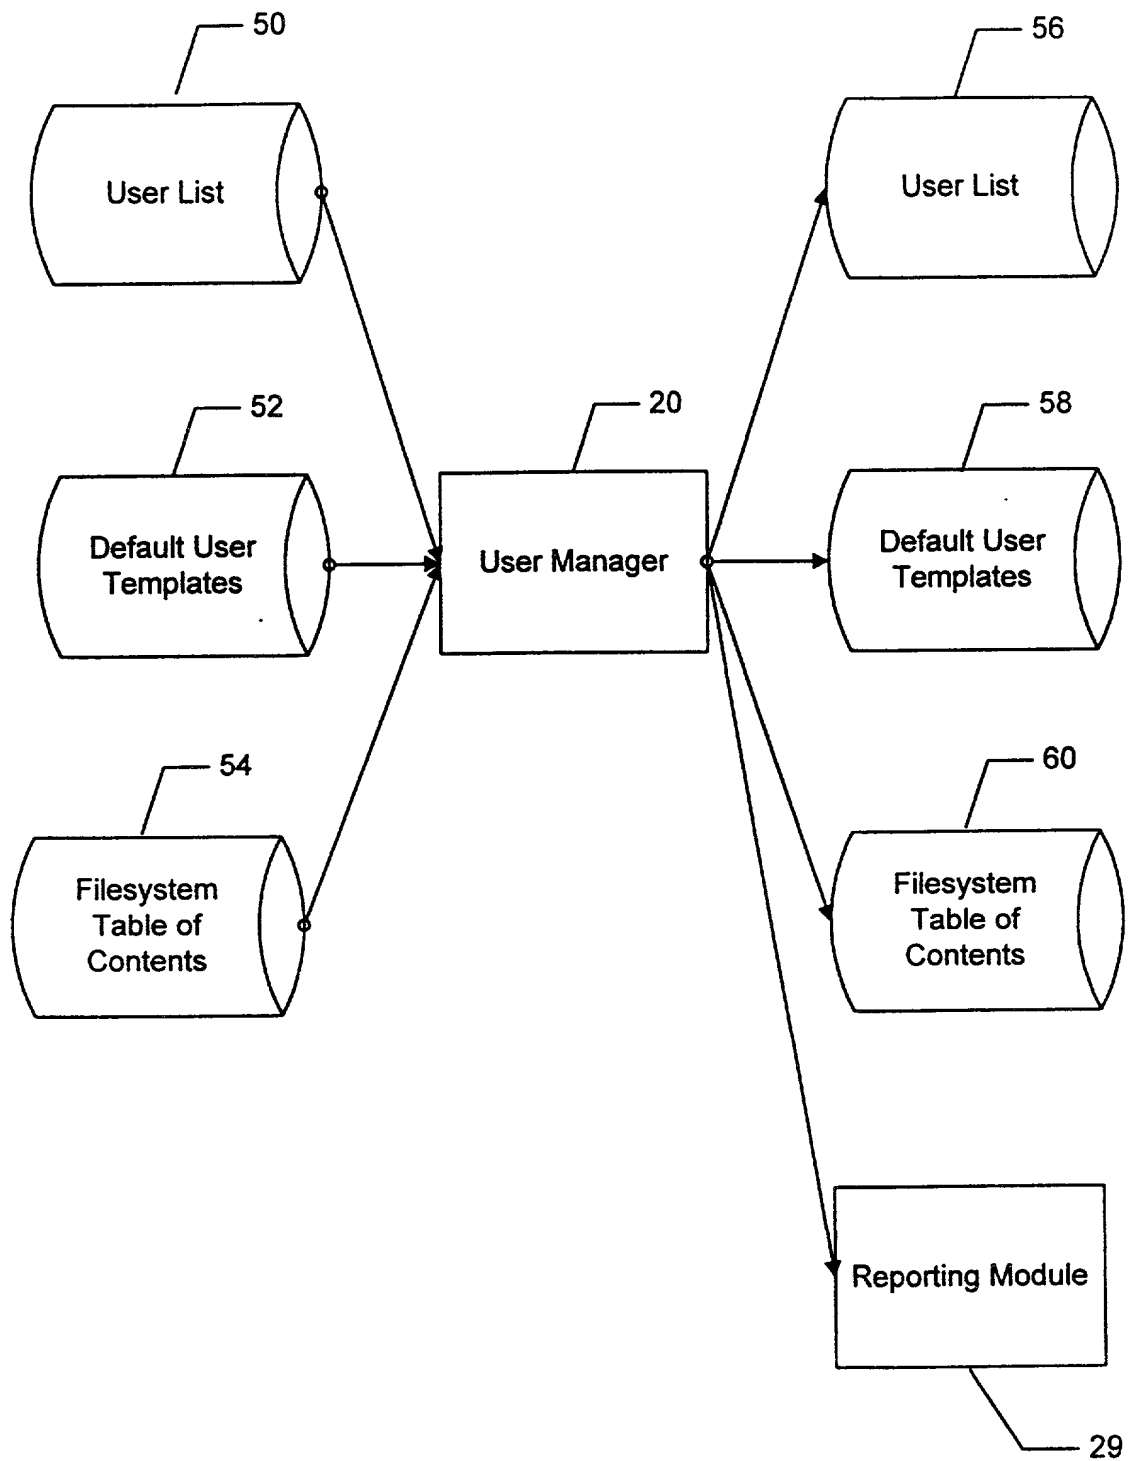 50
56
User List
User List
52
20
58
Default User
Templates
User Manager
Default User
Templates
54
60
Filesystem
Table of
Contents
Filesystem
Table of
Contents
Reporting Module
29